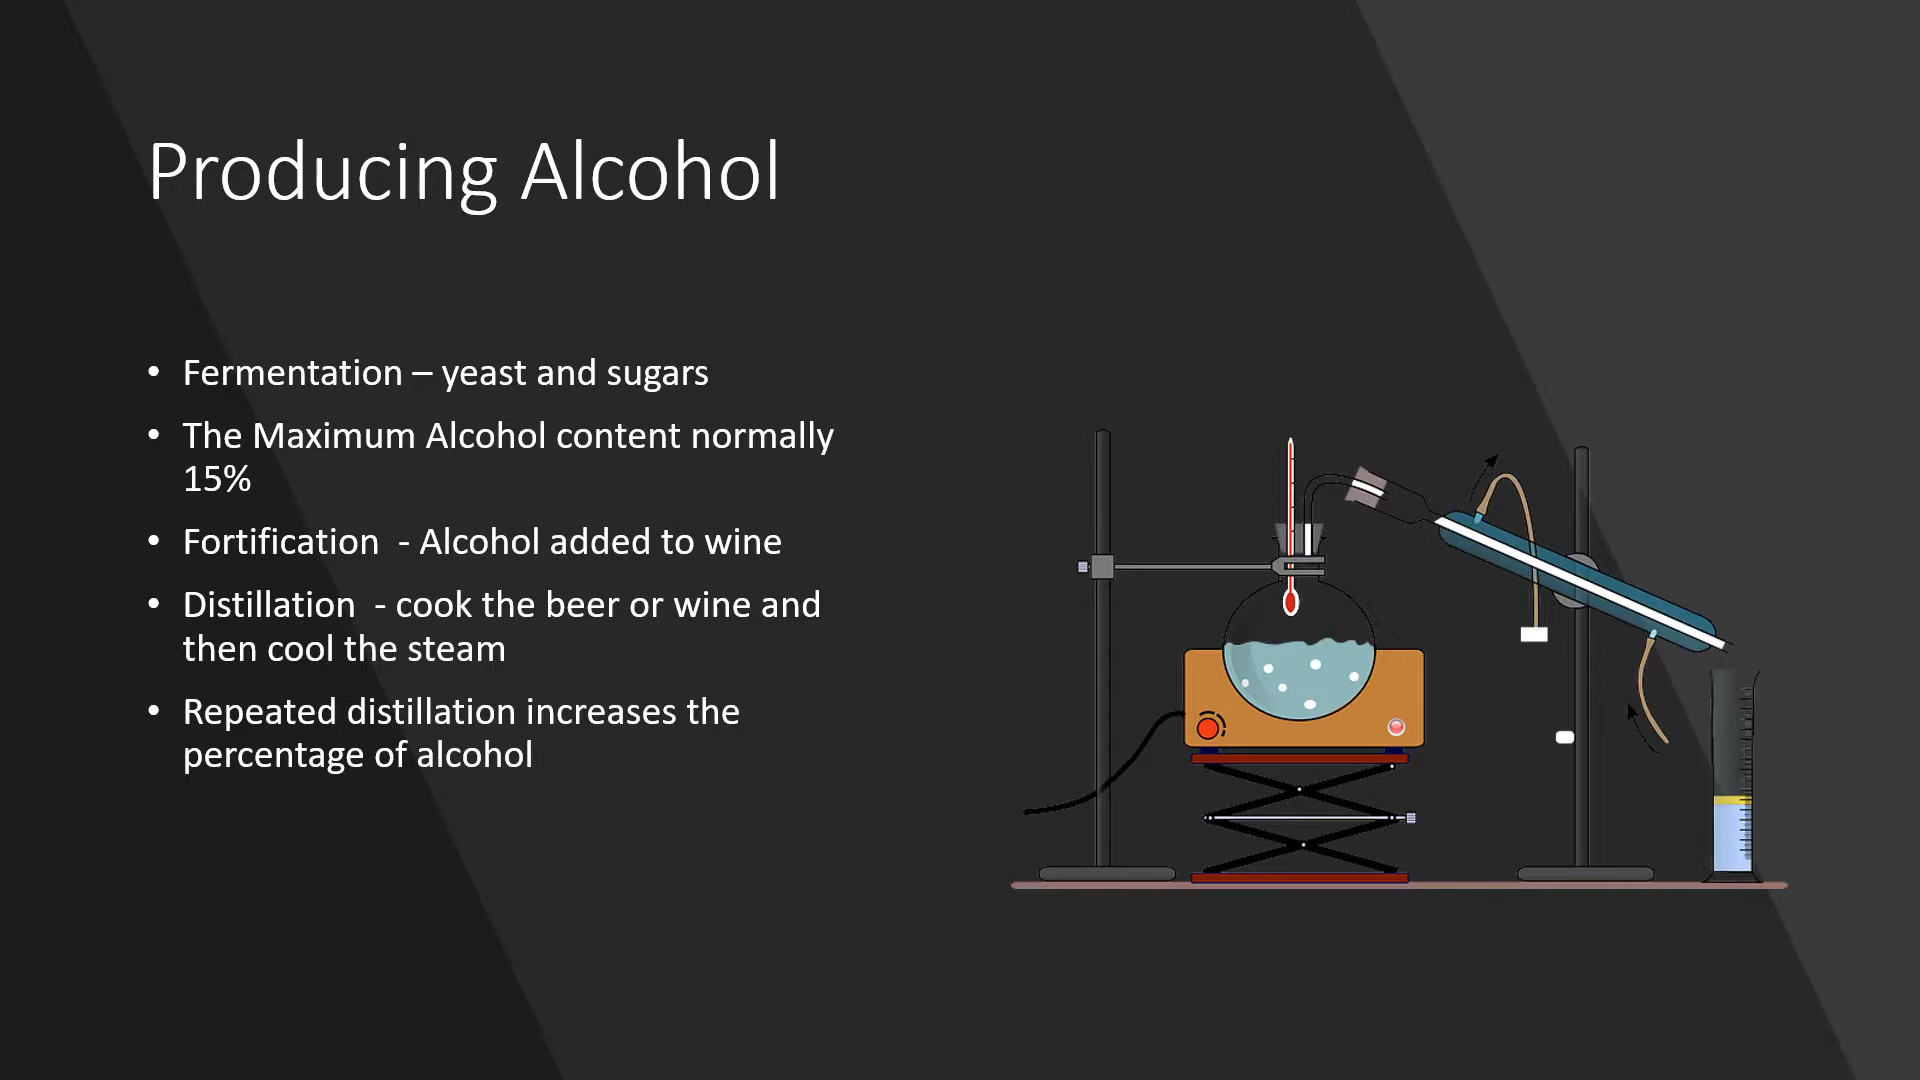 Producing Alcohol
• Fermentation – yeast and sugars
• The Maximum Alcohol content normally
15%
• Fortification  - Alcohol added to wine
• Distillation  - cook the beer or wine and
then cool the steam
• Repeated distillation increases the
percentage of alcohol